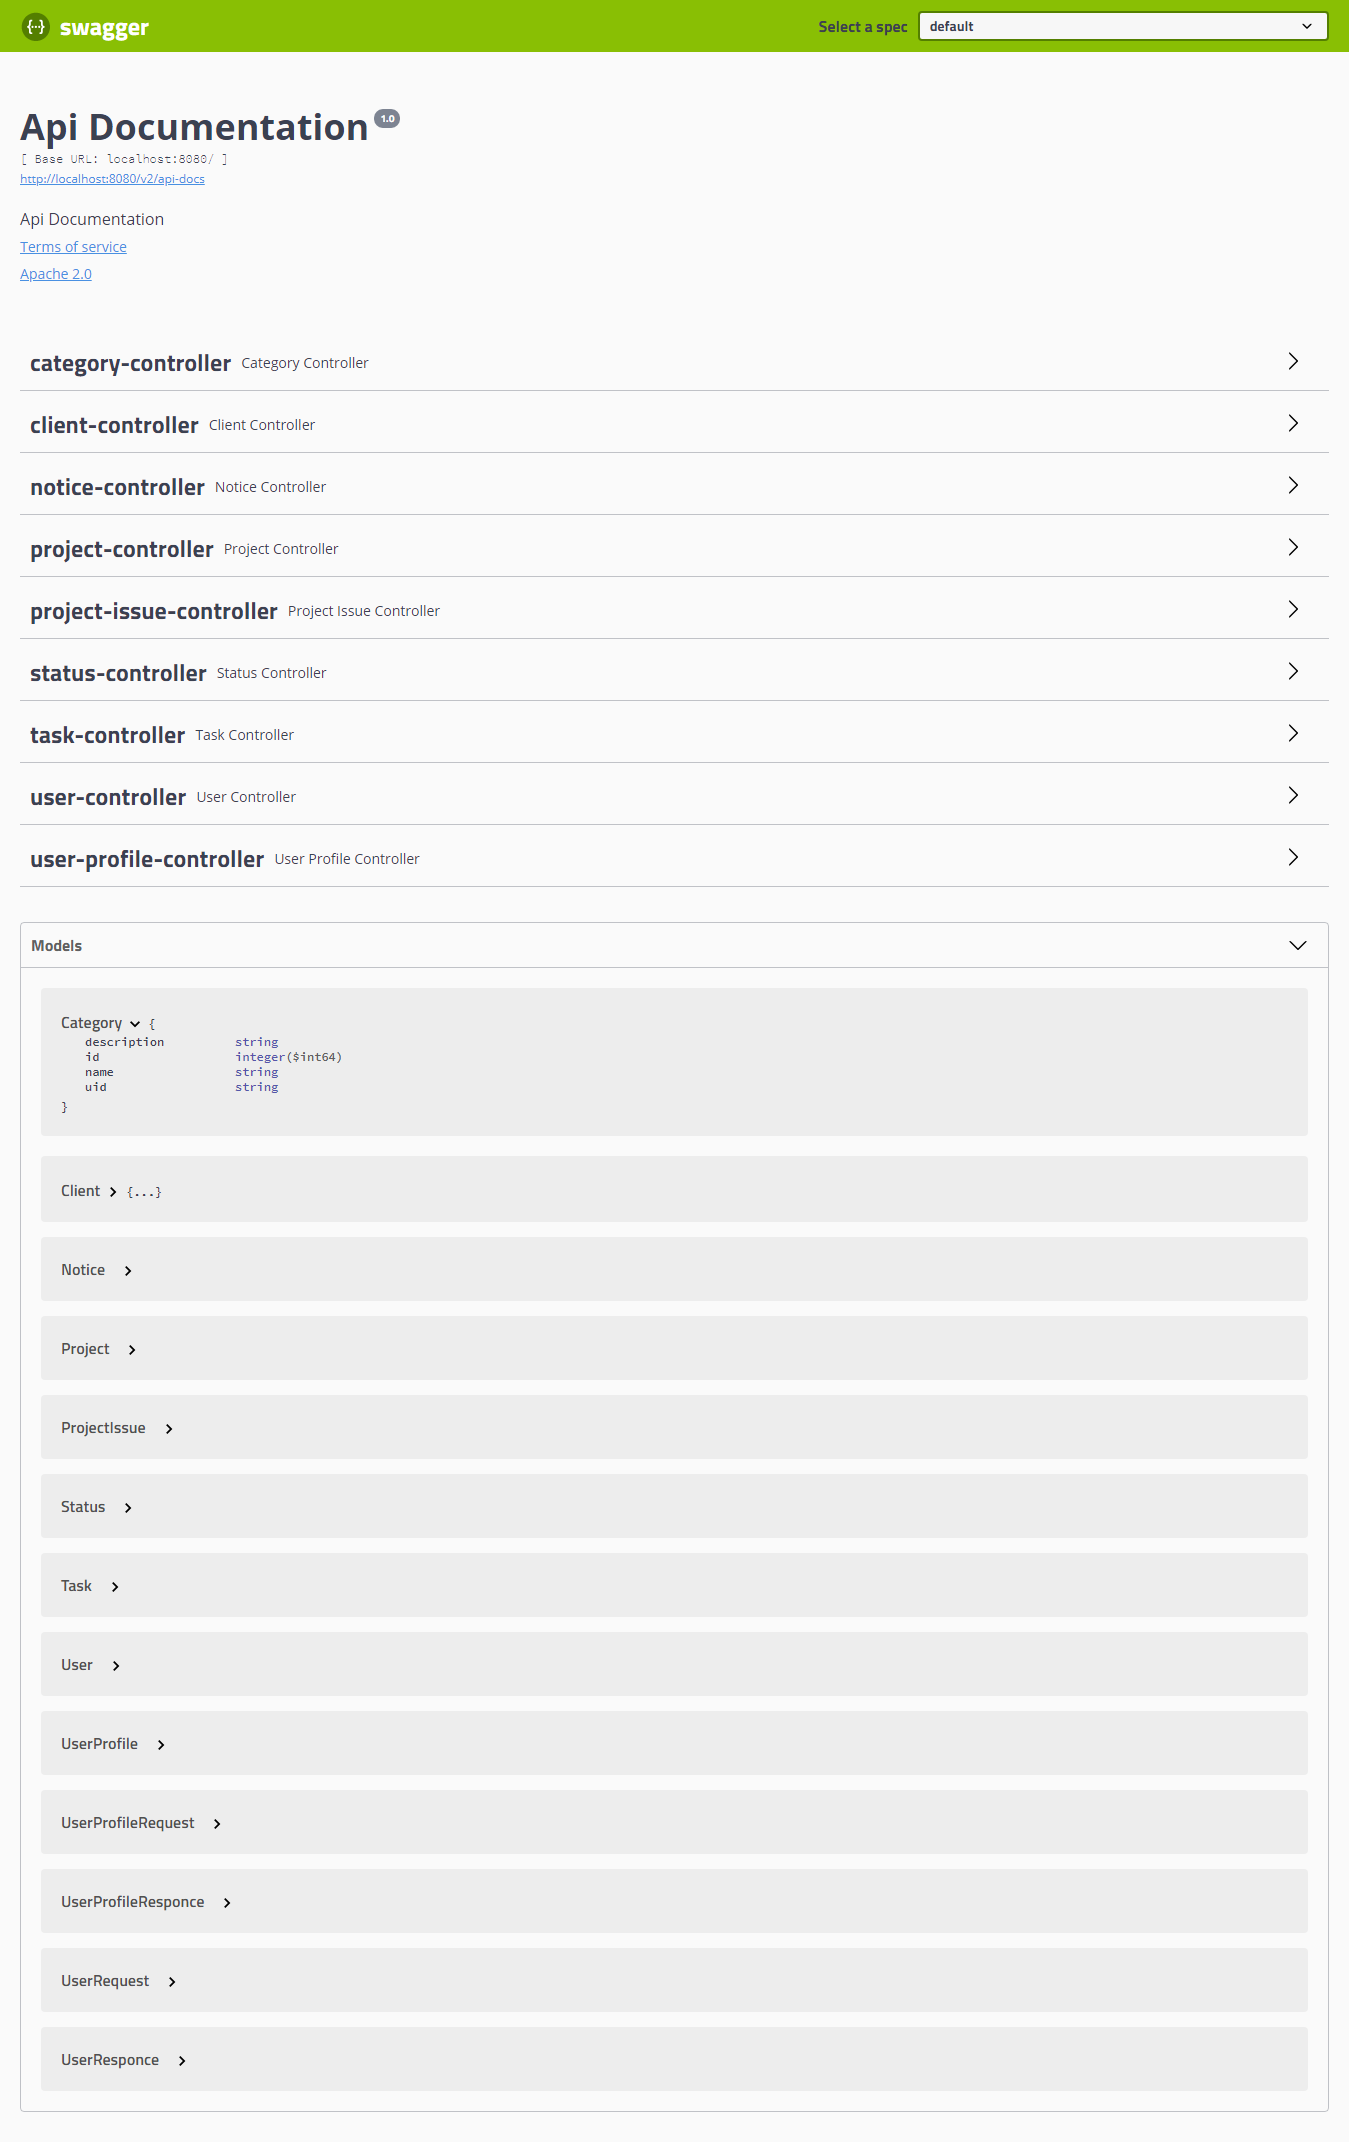 {···} swagger Select a spec default
Api Documentation 1.0
[ Base URL: localhost:8080/ ]
http://localhost:8080/v2/api-docs
Api Documentation
Terms of service
Apache 2.0
category-controller Category Controller
client-controller Client Controller
notice-controller Notice Controller
project-controller Project Controller
project-issue-controller Project Issue Controller
status-controller Status Controller
task-controller Task Controller
user-controller User Controller
user-profile-controller User Profile Controller
Models
Category {
description string
id integer($int64)
name string
uid string
}
Client {...}
Notice
Project
ProjectIssue
Status
Task
User
UserProfile
UserProfileRequest
UserProfileResponce
UserRequest
UserResponce